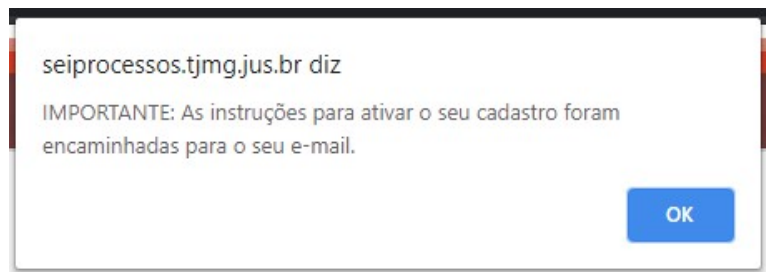 seiprocessos.tjmg.jus.br diz
IMPORTANTE: As instruções para ativar o seu cadastro foram
encaminhadas para o seu e-mail.
OK